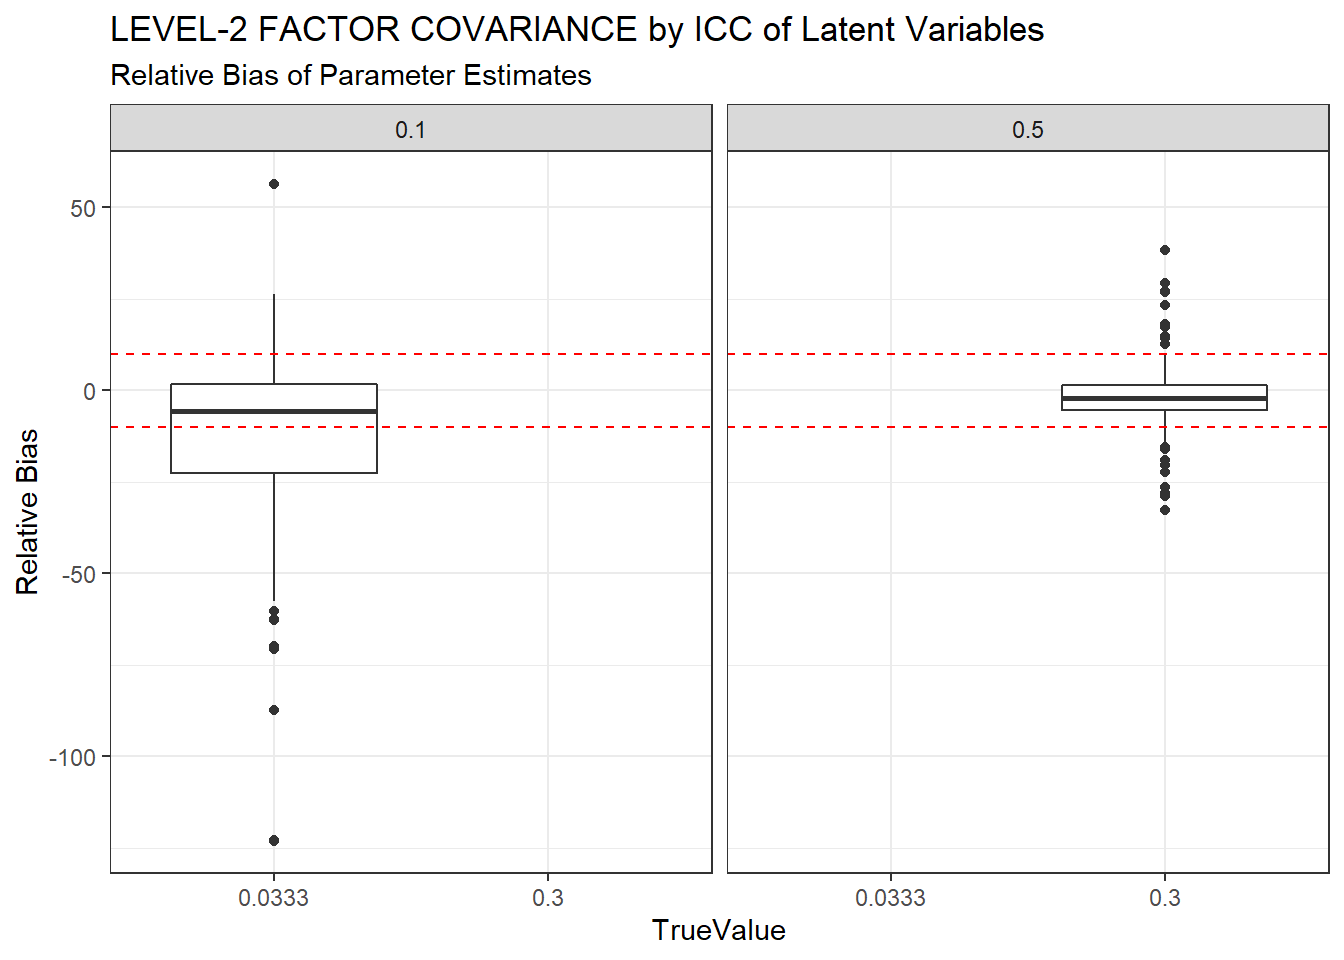 LEVEL-2 FACTOR COVARIANCE by ICC of Latent Variables
Relative Bias of Parameter Estimates
0.1
0.5
50
0
-50
-100
Relative Bias
0.0333
0.3
0.0333
0.3
TrueValue